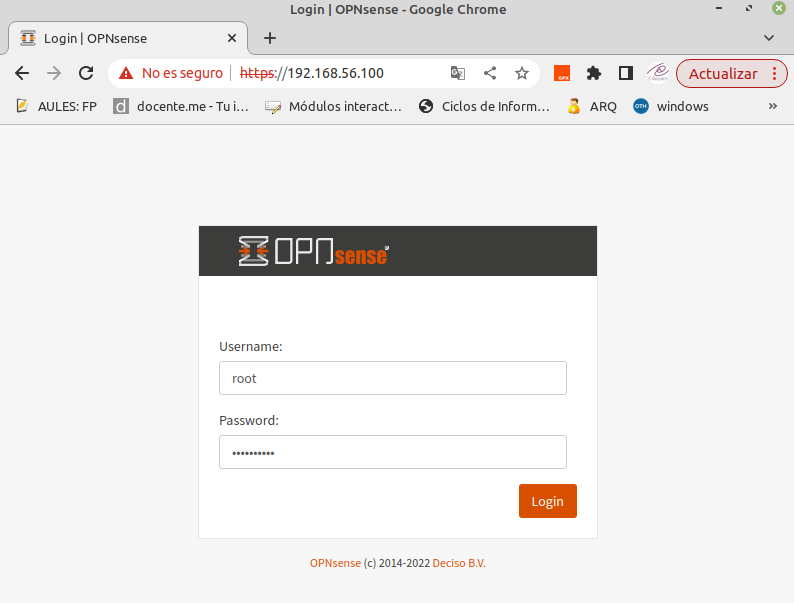 Login | OPNsense - Google Chrome
Login | OPNsense
No es seguro https://192.168.56.100 GPX Actualizar
AULES: FP d docente.me - Tu i... Módulos interact... Ciclos de Inform... ARQ OTH windows »
OPNsense
Username:
root
Password:
••••••••••
Login
OPNsense (c) 2014-2022 Deciso B.V.